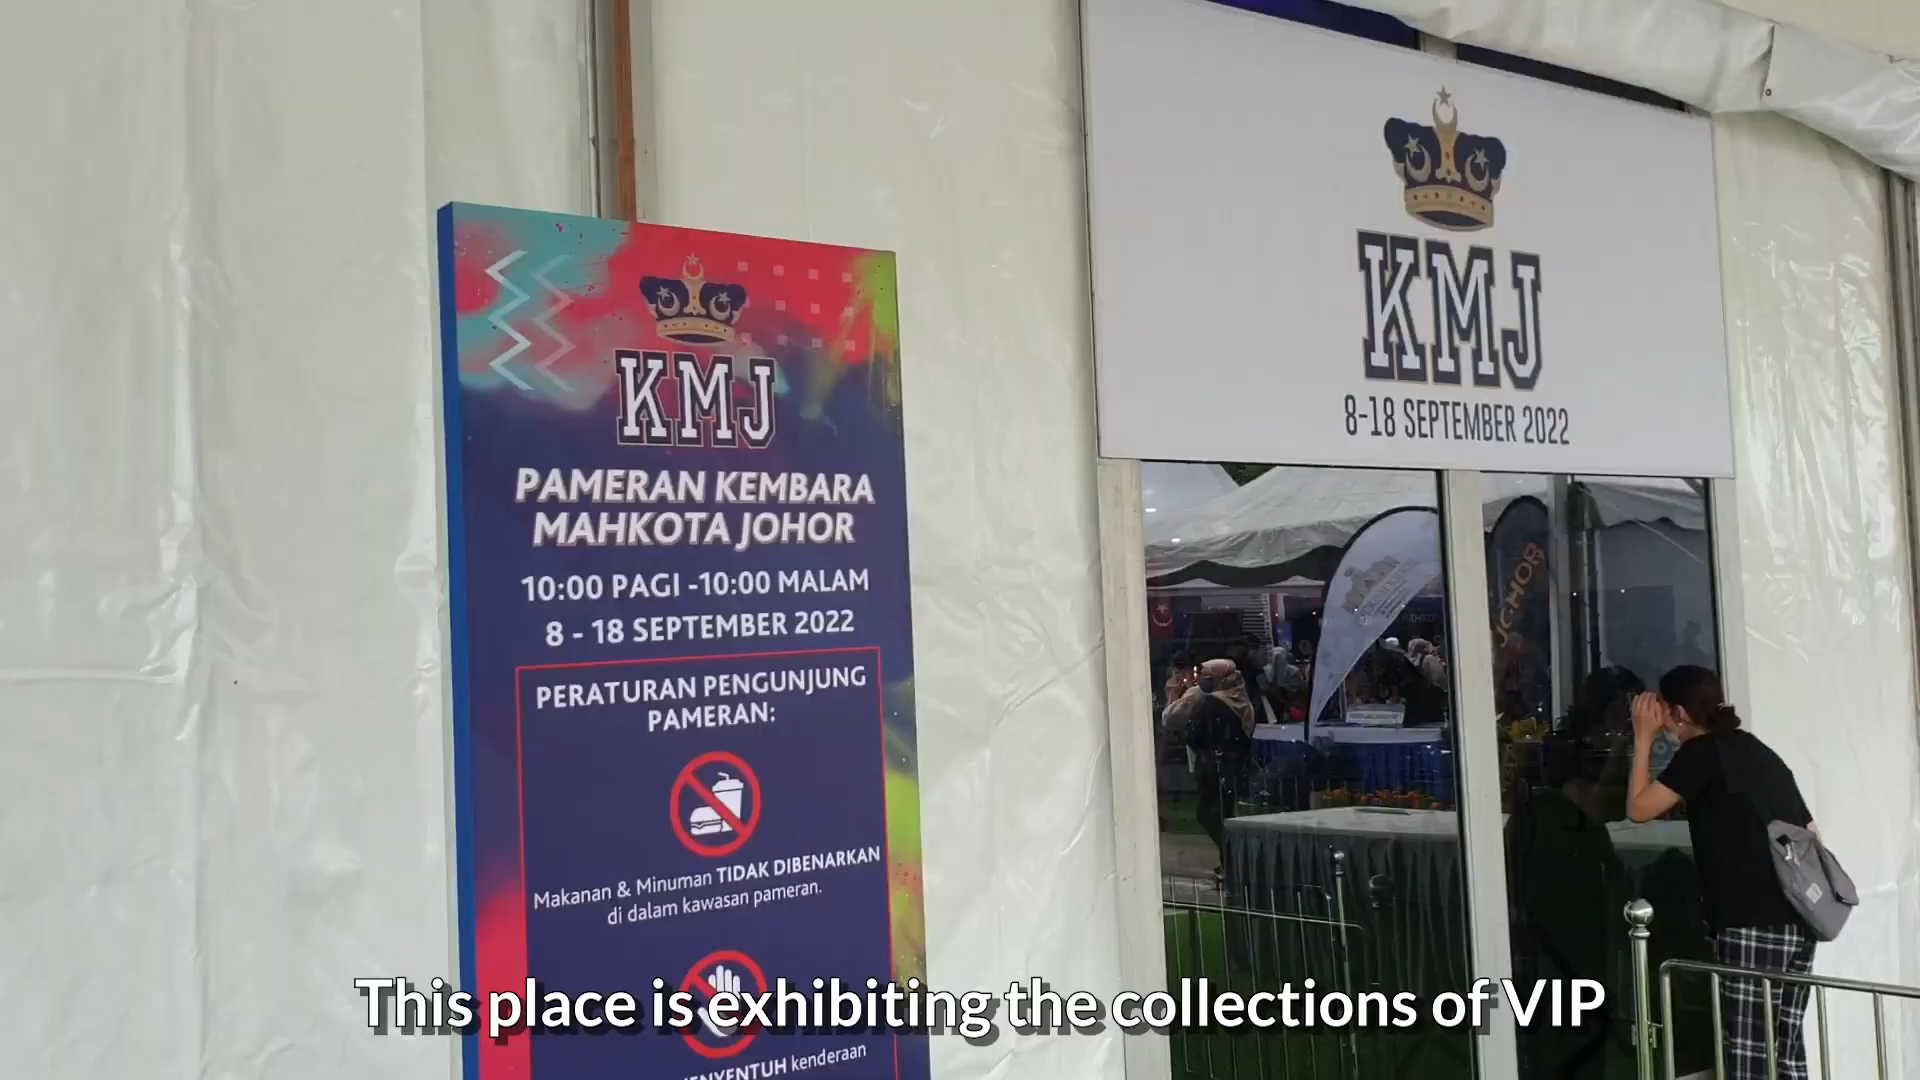 KMJ
PAMERAN KEMBARA
MAHKOTA JOHOR
10:00 PAGI -10:00 MALAM
8 - 18 SEPTEMBER 2022
PERATURAN PENGUNJUNG
PAMERAN:
Makanan & Minuman TIDAK DIBENARKAN
di dalam kawasan pameran.
kenderaan
KMJ
8-18 SEPTEMBER 2022
JOHOR
This place is exhibiting the collections of VIP